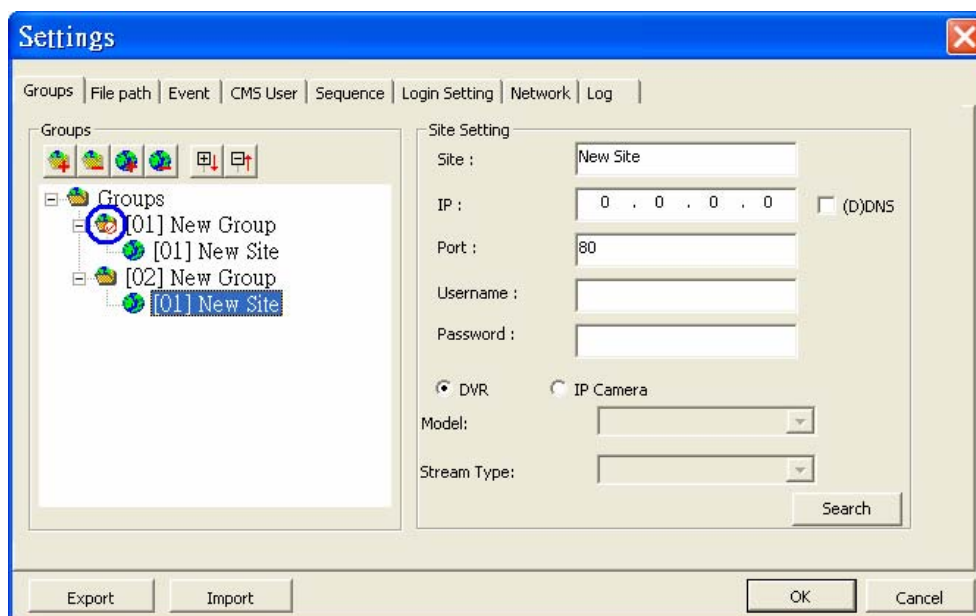 Settings
Groups File path Event CMS User Sequence Login Setting Network Log
Groups
Groups
[01] New Group
[01] New Site
[02] New Group
[01] New Site
Site Setting
Site : New Site
IP : 0 . 0 . 0 . 0 (D)DNS
Port : 80
Username :
Password :
DVR IP Camera
Model:
Stream Type:
Search
Export Import OK Cancel